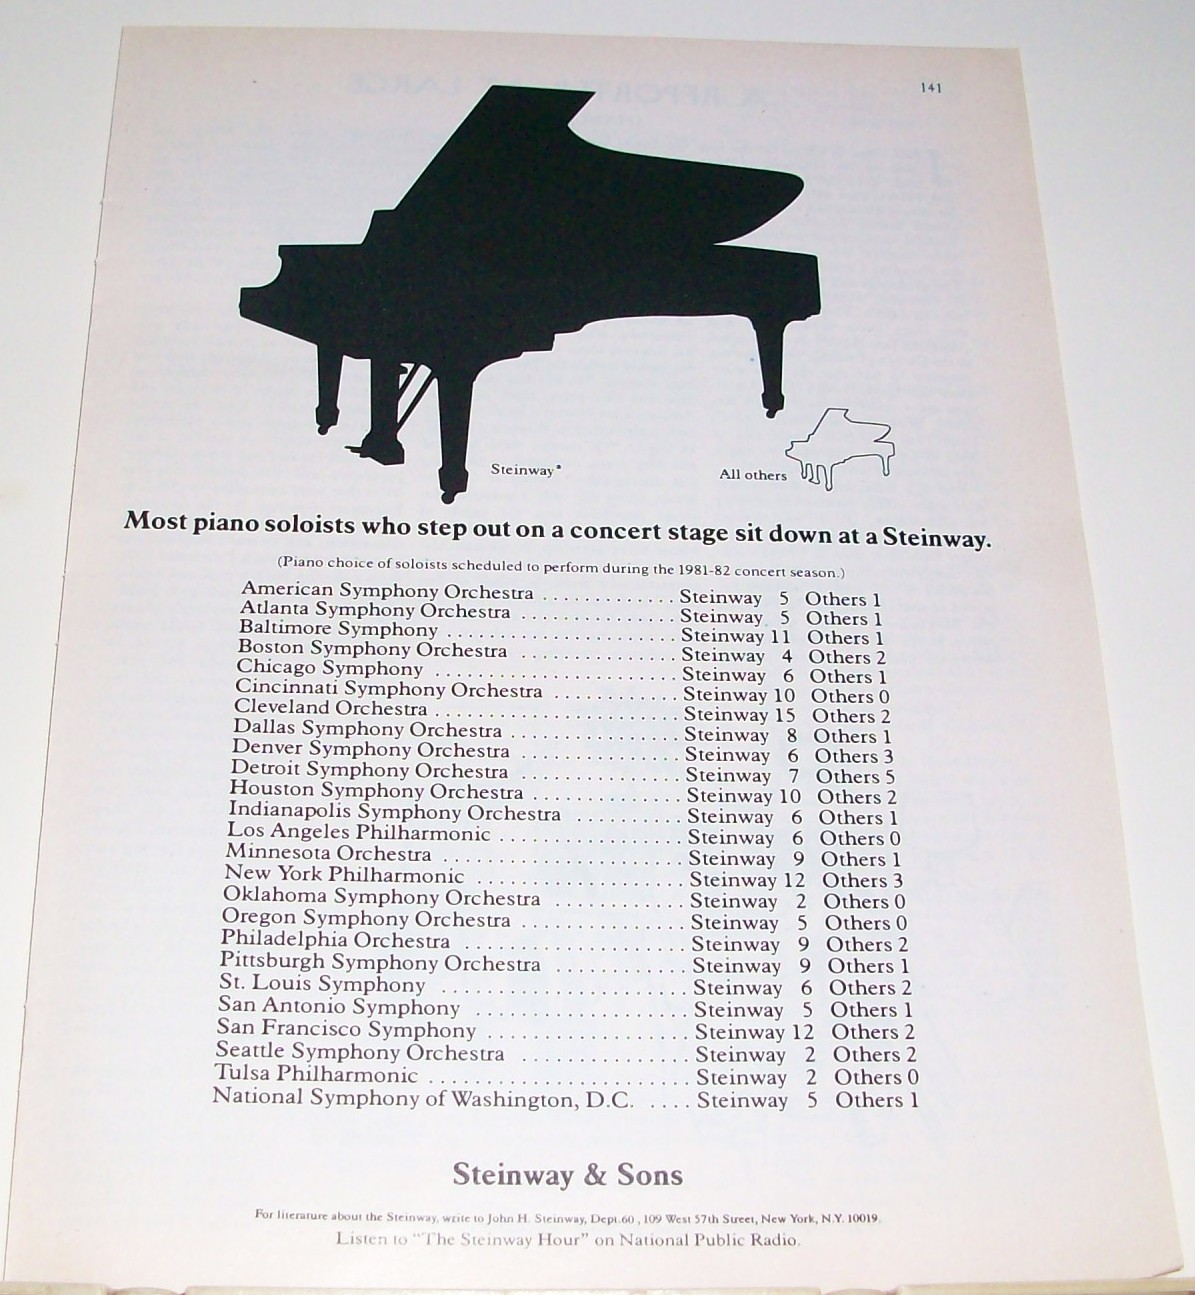 141
Steinway®
All others
Most piano soloists who step out on a concert stage sit down at a Steinway.
(Piano choice of soloists scheduled to perform during the 1981-82 concert season.)
American Symphony Orchestra ............. Steinway 5 Others 1
Atlanta Symphony Orchestra ............... Steinway 5 Others 1
Baltimore Symphony ...................... Steinway 11 Others 1
Boston Symphony Orchestra ............... Steinway 4 Others 2
Chicago Symphony ....................... Steinway 6 Others 1
Cincinnati Symphony Orchestra ............ Steinway 10 Others 0
Cleveland Orchestra ....................... Steinway 15 Others 2
Dallas Symphony Orchestra ................ Steinway 8 Others 1
Denver Symphony Orchestra ............... Steinway 6 Others 3
Detroit Symphony Orchestra ............... Steinway 7 Others 5
Houston Symphony Orchestra .............. Steinway 10 Others 2
Indianapolis Symphony Orchestra .......... Steinway 6 Others 1
Los Angeles Philharmonic .................. Steinway 6 Others 0
Minnesota Orchestra ....................... Steinway 9 Others 1
New York Philharmonic .................... Steinway 12 Others 3
Oklahoma Symphony Orchestra ............ Steinway 2 Others 0
Oregon Symphony Orchestra ............... Steinway 5 Others 0
Philadelphia Orchestra ..................... Steinway 9 Others 2
Pittsburgh Symphony Orchestra ............ Steinway 9 Others 1
St. Louis Symphony ....................... Steinway 6 Others 2
San Antonio Symphony .................... Steinway 5 Others 1
San Francisco Symphony ................... Steinway 12 Others 2
Seattle Symphony Orchestra ................ Steinway 2 Others 2
Tulsa Philharmonic ......................... Steinway 2 Others 0
National Symphony of Washington, D.C. .... Steinway 5 Others 1
Steinway & Sons
For literature about the Steinway, write to John H. Steinway, Dept.60, 109 West 57th Street, New York, N.Y. 10019.
Listen to "The Steinway Hour" on National Public Radio.